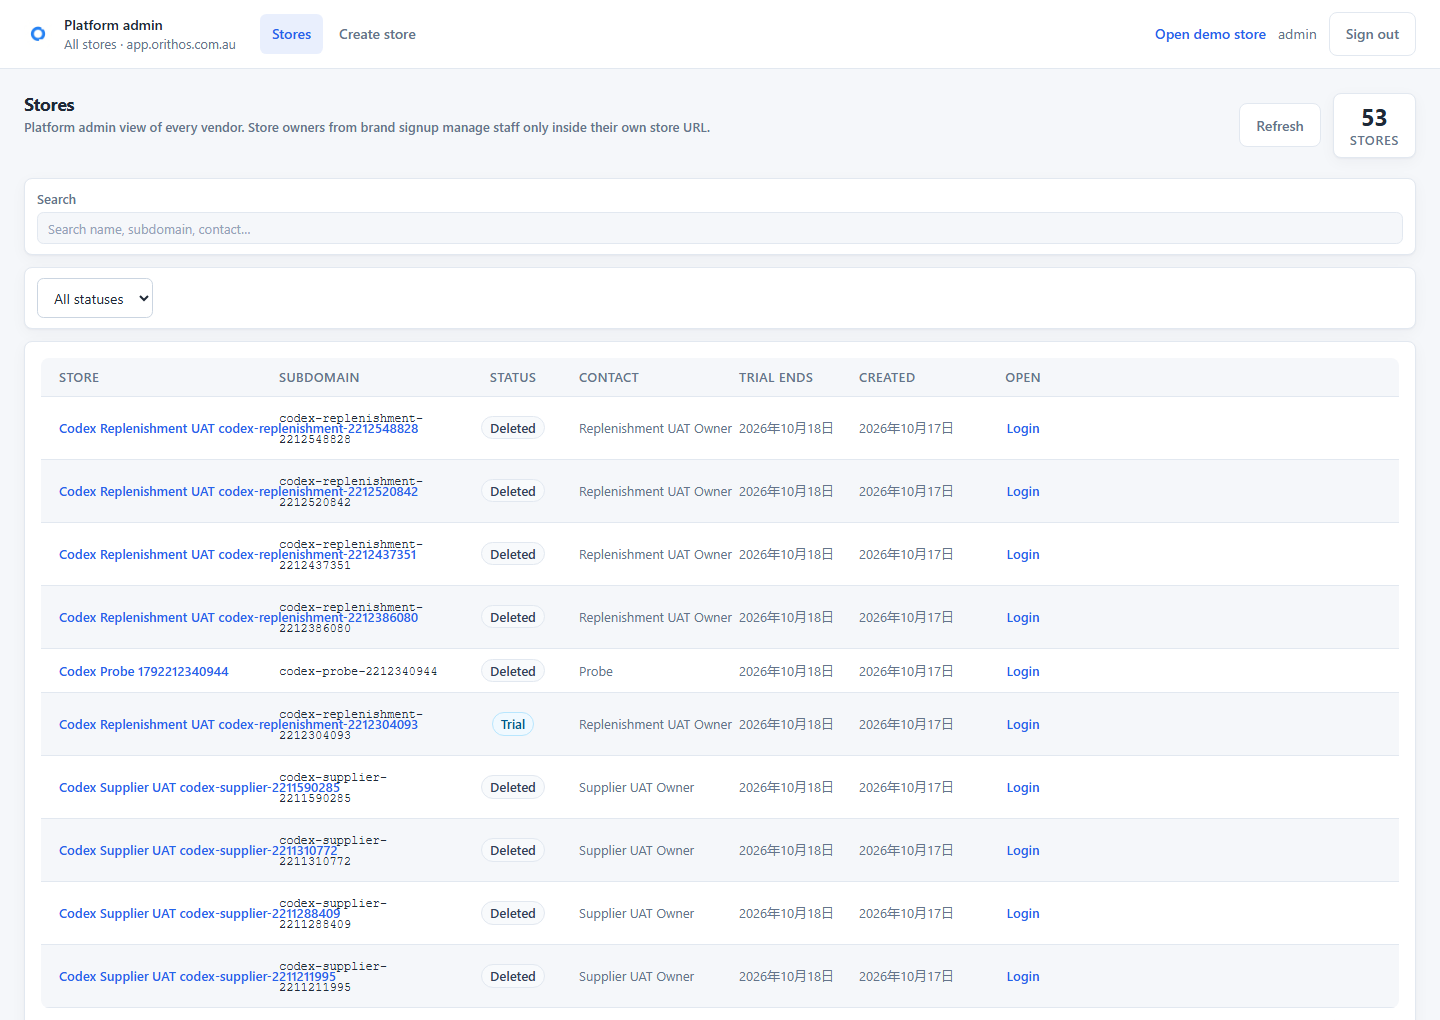 Platform admin
All stores · app.orithos.com.au
Stores
Create store
Open demo store
admin
Sign out
Stores
Platform admin view of every vendor. Store owners from brand signup manage staff only inside their own store URL.
Refresh
53
STORES
Search
Search name, subdomain, contact...
All statuses
STORE SUBDOMAIN STATUS CONTACT TRIAL ENDS CREATED OPEN
Codex Replenishment UAT codex-replenishment-2212548828
codex-replenishment-
2212548828
Deleted Replenishment UAT Owner 2026年10月18日 2026年10月17日 Login
Codex Replenishment UAT codex-replenishment-2212520842
codex-replenishment-
2212520842
Deleted Replenishment UAT Owner 2026年10月18日 2026年10月17日 Login
Codex Replenishment UAT codex-replenishment-2212437351
codex-replenishment-
2212437351
Deleted Replenishment UAT Owner 2026年10月18日 2026年10月17日 Login
Codex Replenishment UAT codex-replenishment-2212386080
codex-replenishment-
2212386080
Deleted Replenishment UAT Owner 2026年10月18日 2026年10月17日 Login
Codex Probe 1792212340944 codex-probe-2212340944 Deleted Probe 2026年10月18日 2026年10月17日 Login
Codex Replenishment UAT codex-replenishment-2212304093
codex-replenishment-
2212304093
Trial Replenishment UAT Owner 2026年10月18日 2026年10月17日 Login
Codex Supplier UAT codex-supplier-2211590285
codex-supplier-
2211590285
Deleted Supplier UAT Owner 2026年10月18日 2026年10月17日 Login
Codex Supplier UAT codex-supplier-2211310772
codex-supplier-
2211310772
Deleted Supplier UAT Owner 2026年10月18日 2026年10月17日 Login
Codex Supplier UAT codex-supplier-2211288409
codex-supplier-
2211288409
Deleted Supplier UAT Owner 2026年10月18日 2026年10月17日 Login
Codex Supplier UAT codex-supplier-2211211995
codex-supplier-
2211211995
Deleted Supplier UAT Owner 2026年10月18日 2026年10月17日 Login